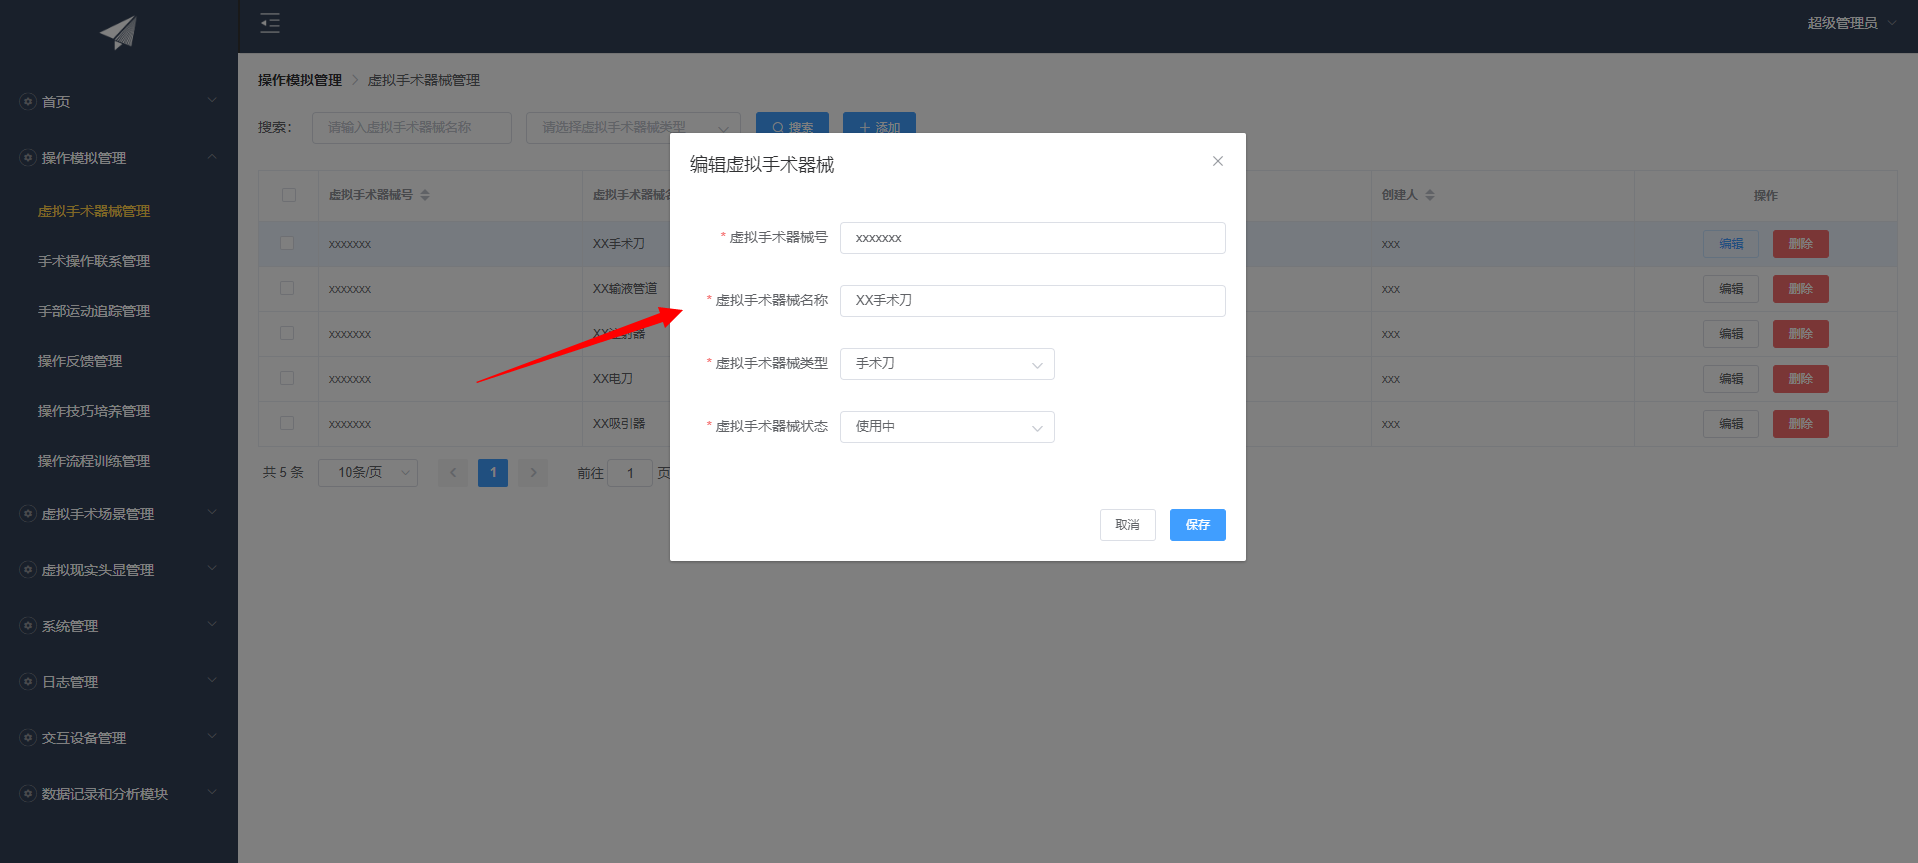 超级管理员
首页
操作模拟管理
虚拟手术器械管理
手术操作联系管理
手部运动追踪管理
操作反馈管理
操作技巧培养管理
操作流程训练管理
虚拟手术场景管理
虚拟现实头显管理
系统管理
日志管理
交互设备管理
数据记录和分析模块
操作模拟管理 > 虚拟手术器械管理
搜索： 请输入虚拟手术器械名称 请选择虚拟手术器械类型 搜索 + 添加
虚拟手术器械号 虚拟手术器械 创建人 操作
xxxxxxx XX手术刀 xxx 编辑 删除
xxxxxxx XX输液管道 xxx 编辑 删除
xxxxxxx xxx 编辑 删除
xxxxxxx XX电刀 xxx 编辑 删除
xxxxxxx XX吸引器 xxx 编辑 删除
共 5 条 10条/页 < 1 > 前往 1 页
编辑虚拟手术器械
* 虚拟手术器械号 xxxxxxx
* 虚拟手术器械名称 XX手术刀
* 虚拟手术器械类型 手术刀
* 虚拟手术器械状态 使用中
取消 保存